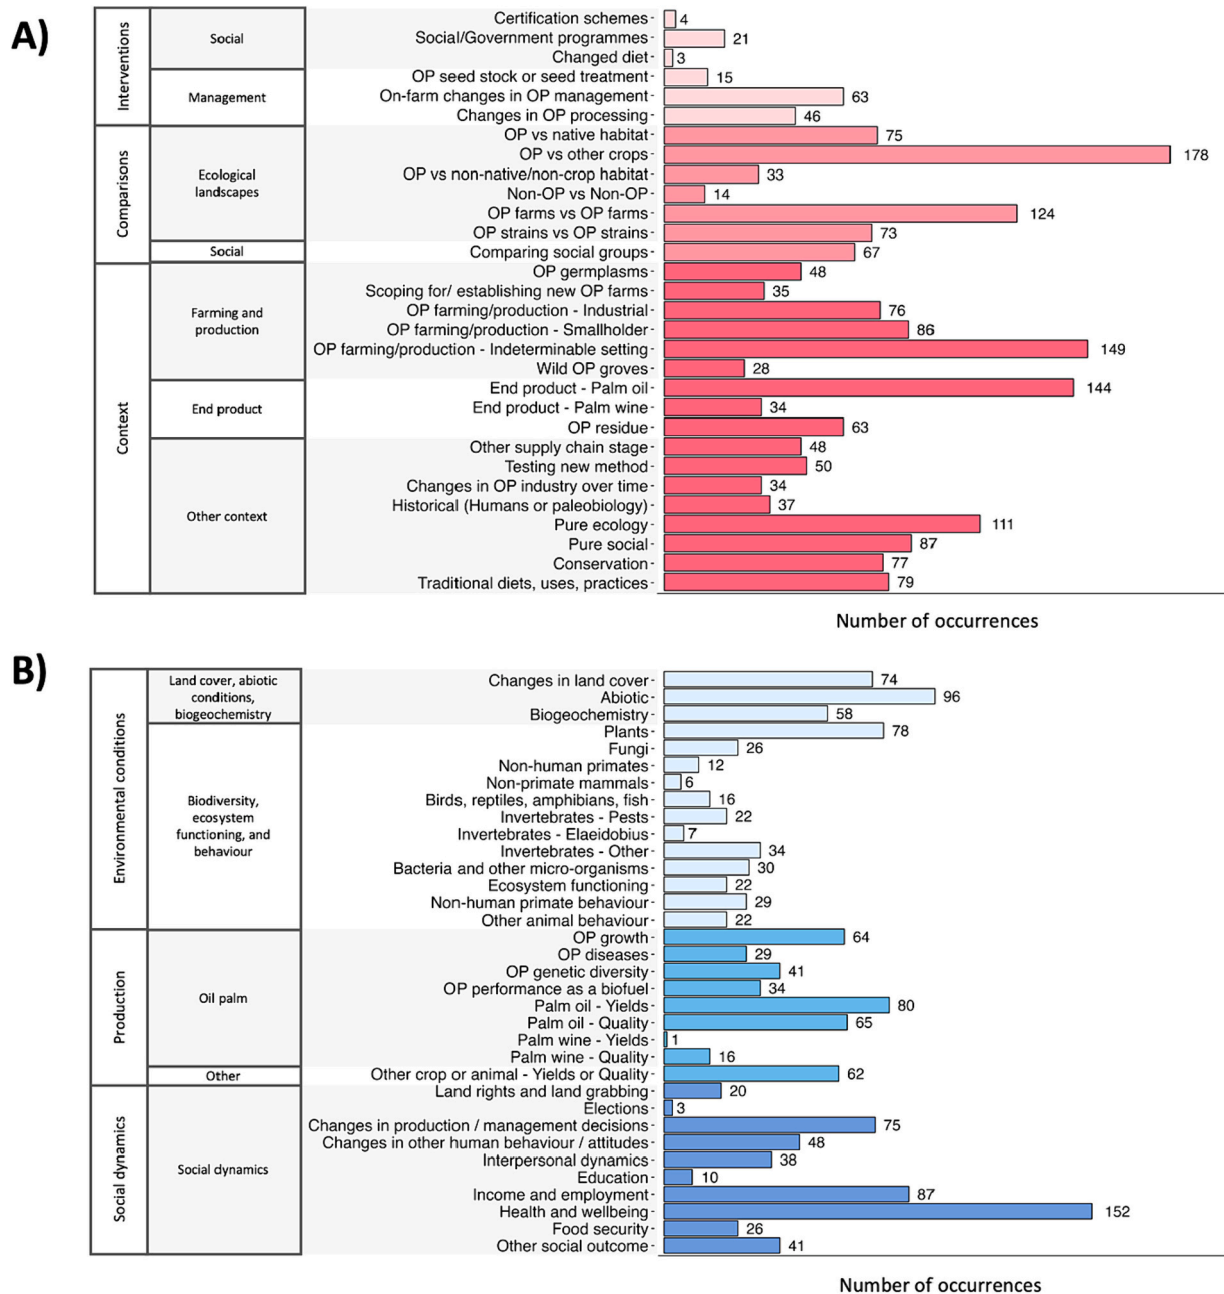 A)
Interventions
Social
Certification schemes 4
Social/Government programmes 21
Changed diet 3
Management
OP seed stock or seed treatment 15
On-farm changes in OP management 63
Changes in OP processing 46
Comparisons
Ecological
landscapes
OP vs native habitat 75
OP vs other crops 178
OP vs non-native/non-crop habitat 33
Non-OP vs Non-OP 14
OP farms vs OP farms 124
OP strains vs OP strains 73
Social
Comparing social groups 67
Context
Farming and
production
OP germplasms 48
Scoping for/ establishing new OP farms 35
OP farming/production - Industrial 76
OP farming/production - Smallholder 86
OP farming/production - Indeterminable setting 149
Wild OP groves 28
End product
End product - Palm oil 144
End product - Palm wine 34
OP residue 63
Other context
Other supply chain stage 48
Testing new method 50
Changes in OP industry over time 34
Historical (Humans or paleobiology) 37
Pure ecology 111
Pure social 87
Conservation 77
Traditional diets, uses, practices 79
Number of occurrences
B)
Environmental conditions
Land cover, abiotic
conditions,
biogeochemistry
Changes in land cover 74
Abiotic 96
Biogeochemistry 58
Biodiversity,
ecosystem
functioning, and
behaviour
Plants 78
Fungi 26
Non-human primates 12
Non-primate mammals 6
Birds, reptiles, amphibians, fish 16
Invertebrates - Pests 22
Invertebrates - Elaeidobius 7
Invertebrates - Other 34
Bacteria and other micro-organisms 30
Ecosystem functioning 22
Non-human primate behaviour 29
Other animal behaviour 22
Production
Oil palm
OP growth 64
OP diseases 29
OP genetic diversity 41
OP performance as a biofuel 34
Palm oil - Yields 80
Palm oil - Quality 65
Palm wine - Yields 1
Palm wine - Quality 16
Other
Other crop or animal - Yields or Quality 62
Social dynamics
Social dynamics
Land rights and land grabbing 20
Elections 3
Changes in production / management decisions 75
Changes in other human behaviour / attitudes 48
Interpersonal dynamics 38
Education 10
Income and employment 87
Health and wellbeing 152
Food security 26
Other social outcome 41
Number of occurrences